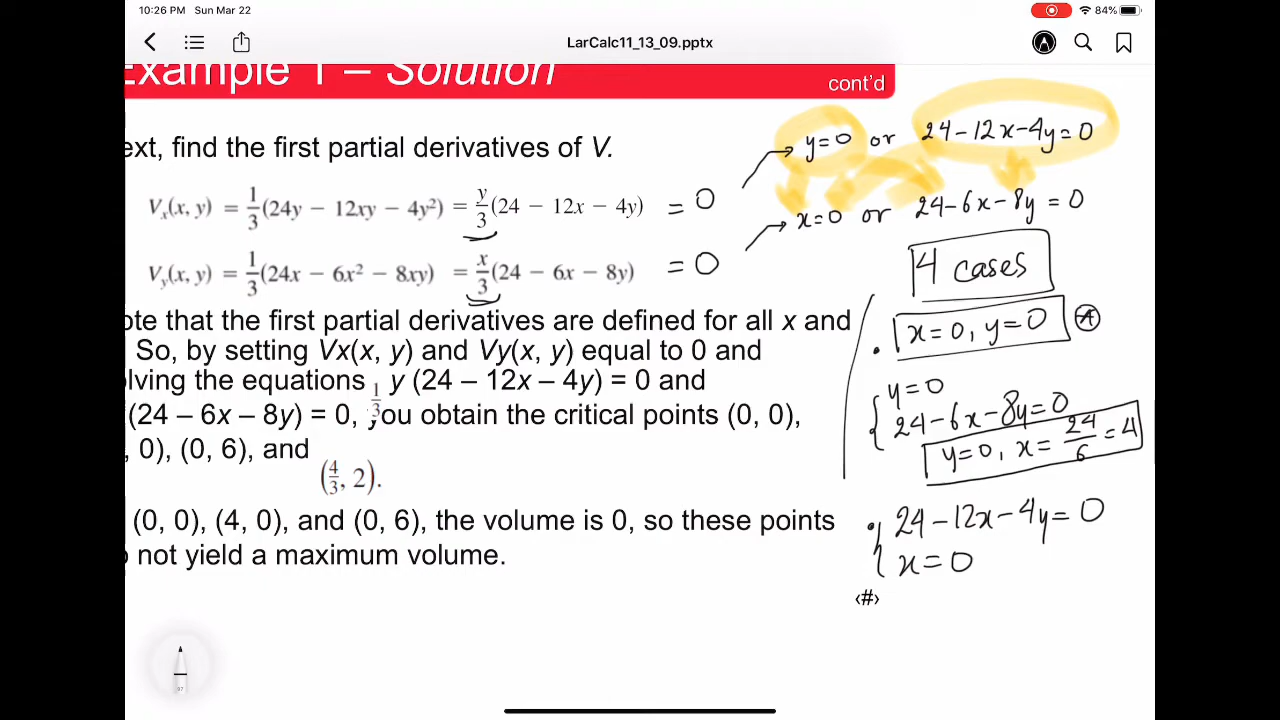 10:26 PM Sun Mar 22
84%
LarCalc11_13_09.pptx
Example 1 – Solution
cont'd
ext, find the first partial derivatives of V.
Vx(x, y) = 1/3(24y − 12xy − 4y²) = y/3(24 − 12x − 4y) = 0
Vy(x, y) = 1/3(24x − 6x² − 8xy) = x/3(24 − 6x − 8y) = 0
ote that the first partial derivatives are defined for all x and
. So, by setting Vx(x, y) and Vy(x, y) equal to 0 and
lving the equations 1/3 y (24 – 12x – 4y) = 0 and
(24 – 6x – 8y) = 0, you obtain the critical points (0, 0),
, 0), (0, 6), and
(4/3, 2).
(0, 0), (4, 0), and (0, 6), the volume is 0, so these points
o not yield a maximum volume.
y=0 or 24-12x-4y=0
x=0 or 24-6x-8y=0
4 cases
x=0, y=0 A
y=0
24-6x-8y=0
y=0, x=24/6=4
24-12x-4y=0
x=0
‹#›
97